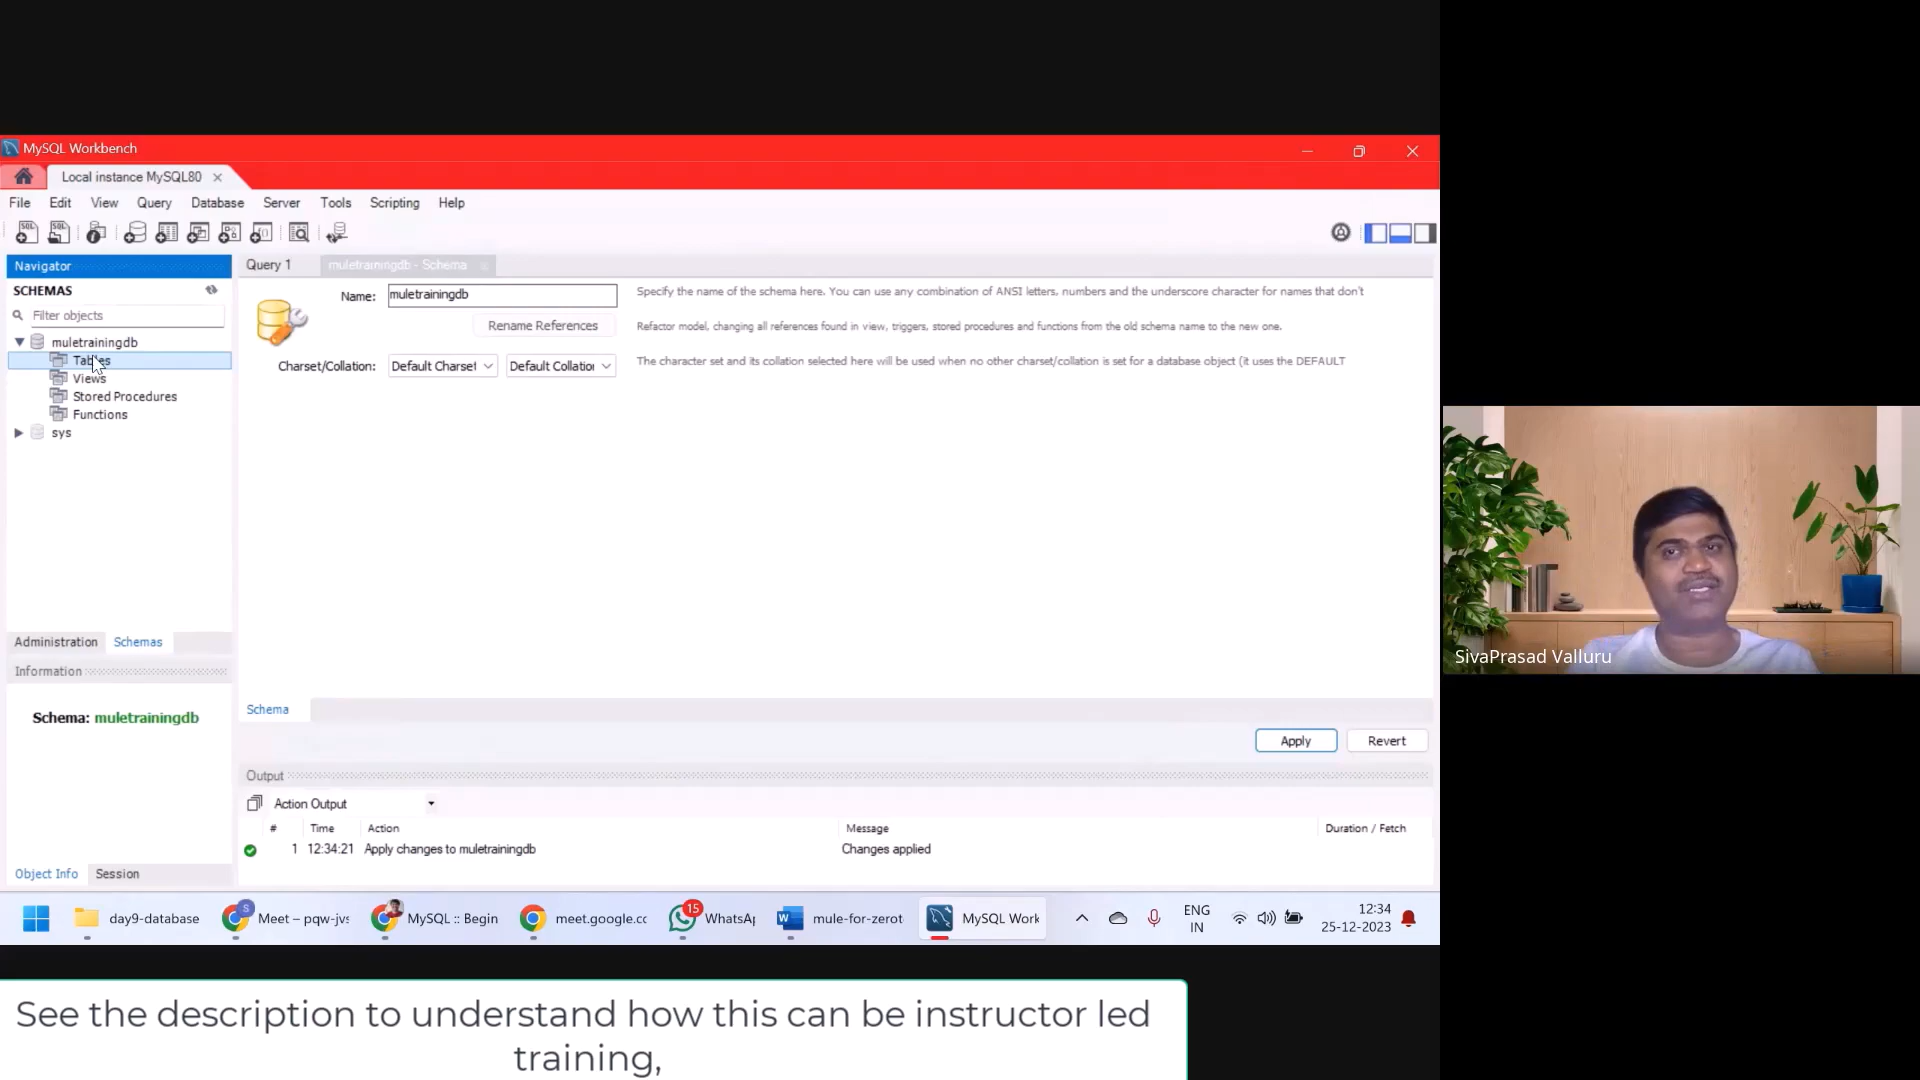 MySQL Workbench
Local instance MySQL80
File Edit View Query Database Server Tools Scripting Help
Navigator
SCHEMAS
Filter objects
muletrainingdb
Tables
Views
Stored Procedures
Functions
sys
Administration Schemas
Information
Schema: muletrainingdb
Object Info Session
Query 1 muletrainingdb - Schema
Name: muletrainingdb Specify the name of the schema here. You can use any combination of ANSI letters, numbers and the underscore character for names that don't
Rename References Refactor model, changing all references found in view, triggers, stored procedures and functions from the old schema name to the new one.
Charset/Collation: Default Charset Default Collation The character set and its collation selected here will be used when no other charset/collation is set for a database object (it uses the DEFAULT
Schema
Apply Revert
Output
Action Output
# Time Action Message Duration / Fetch
1 12:34:21 Apply changes to muletrainingdb Changes applied
day9-database S Meet – pqw-jvs MySQL :: Begin meet.google.cc 15 WhatsAp mule-for-zerot MySQL Work ENG IN 12:34 25-12-2023
SivaPrasad Valluru
See the description to understand how this can be instructor led
training,